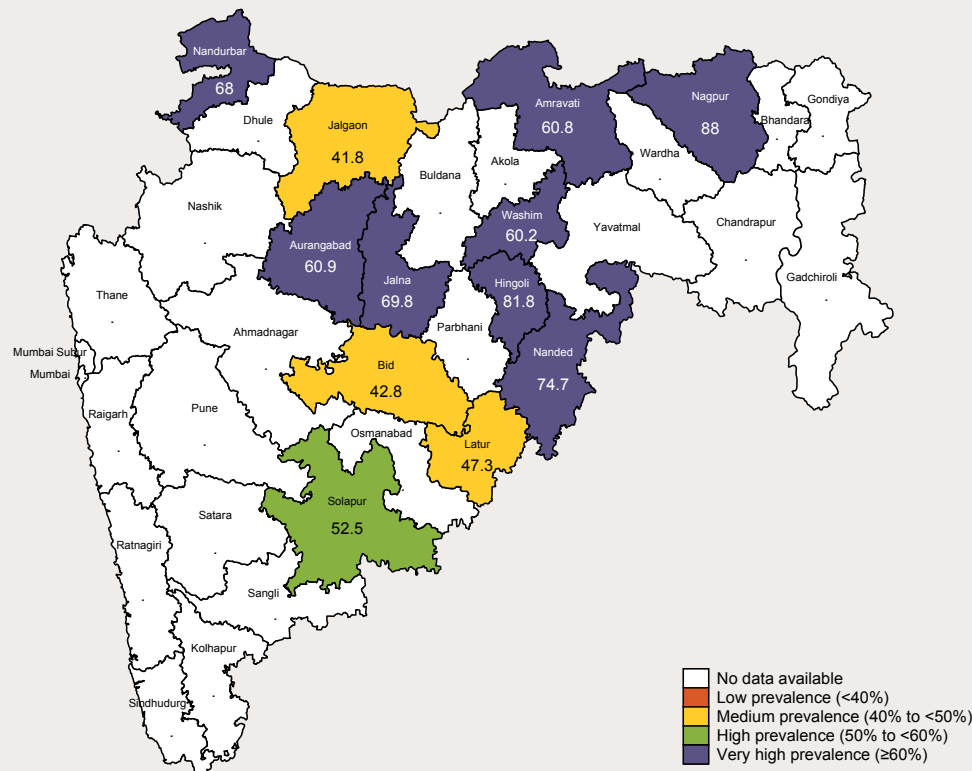 Nandurbar
68
Dhule
.
Jalgaon
41.8
Nashik
.
Buldana
.
Akola
.
Amravati
60.8
Wardha
.
Nagpur
88
Bhandara
.
Gondiya
.
Aurangabad
60.9
Jalna
69.8
Washim
60.2
Hingoli
81.8
Yavatmal
.
Chandrapur
.
Gadchiroli
.
Thane
.
Ahmadnagar
.
Parbhani
.
Nanded
74.7
Mumbai Subur
.
Mumbai
.
Raigarh
.
Pune
.
Bid
42.8
Osmanabad
.
Latur
47.3
Solapur
52.5
Satara
.
Ratnagiri
.
Sangli
.
Kolhapur
.
Sindhudurg
.
No data available
Low prevalence (<40%)
Medium prevalence (40% to <50%)
High prevalence (50% to <60%)
Very high prevalence (≥60%)